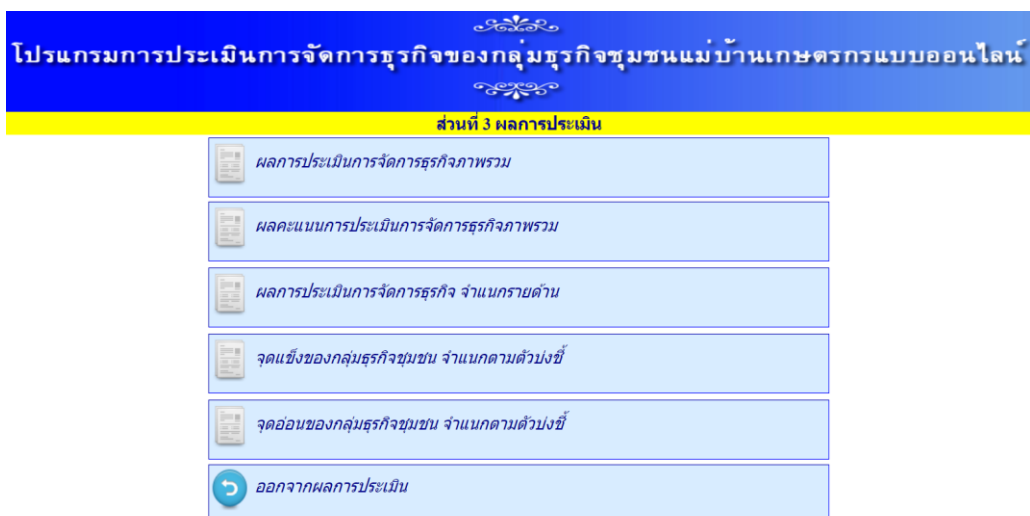 โปรแกรมการประเมินการจัดการธุรกิจของกลุ่มธุรกิจชุมชนแม่บ้านเกษตรกรแบบออนไลน์
ส่วนที่ 3 ผลการประเมิน
ผลการประเมินการจัดการธุรกิจภาพรวม
ผลคะแนนการประเมินการจัดการธุรกิจภาพรวม
ผลการประเมินการจัดการธุรกิจ จำแนกรายด้าน
จุดแข็งของกลุ่มธุรกิจชุมชน จำแนกตามตัวบ่งชี้
จุดอ่อนของกลุ่มธุรกิจชุมชน จำแนกตามตัวบ่งชี้
ออกจากผลการประเมิน